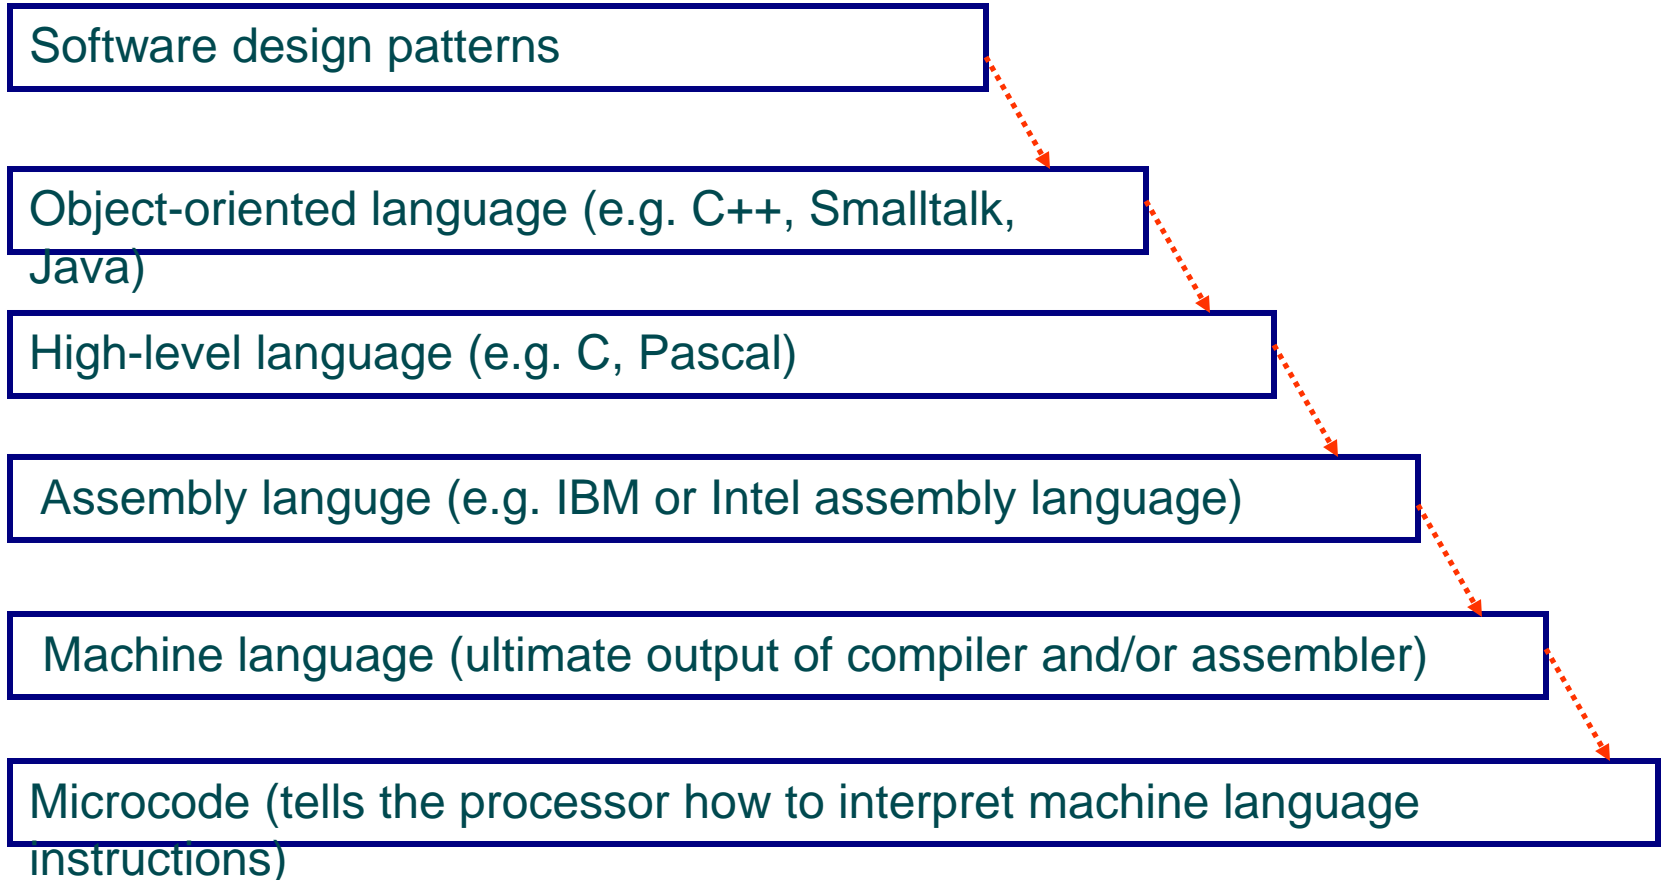 Software design patterns
Object-oriented language (e.g. C++, Smalltalk,
Java)
High-level language (e.g. C, Pascal)
Assembly languge (e.g. IBM or Intel assembly language)
Machine language (ultimate output of compiler and/or assembler)
Microcode (tells the processor how to interpret machine language
instructions)